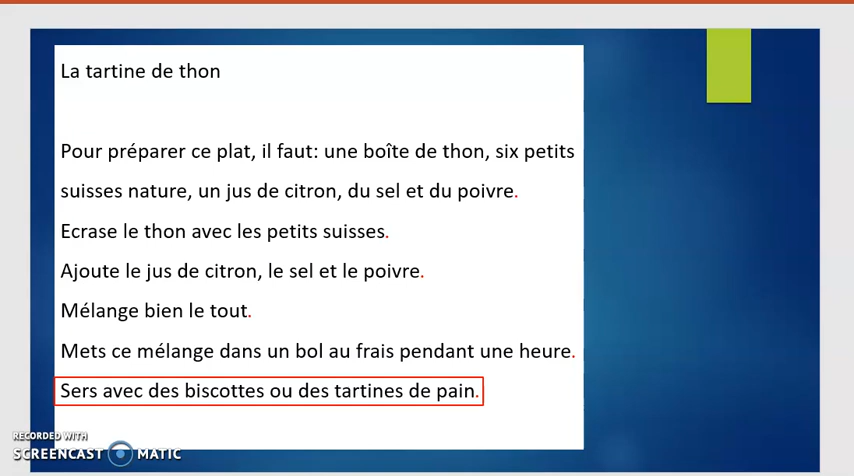 La tartine de thon
Pour préparer ce plat, il faut: une boîte de thon, six petits
suisses nature, un jus de citron, du sel et du poivre.
Ecrase le thon avec les petits suisses.
Ajoute le jus de citron, le sel et le poivre.
Mélange bien le tout.
Mets ce mélange dans un bol au frais pendant une heure.
Sers avec des biscottes ou des tartines de pain.
RECORDED WITH
SCREENCAST MATIC